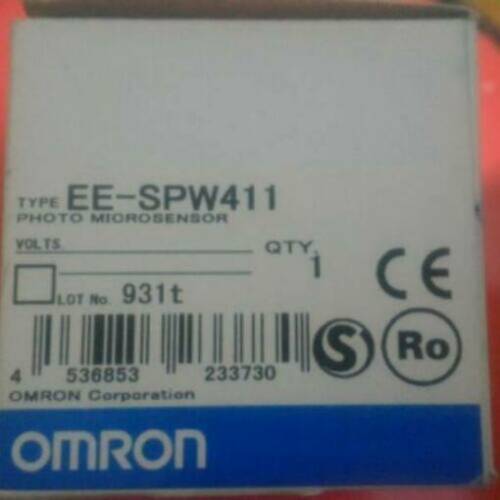 TYPE EE-SPW411
PHOTO MICROSENSOR
VOLTS
QTY.
1
CE
LOT No. 931t
S
Ro
4 536853 233730
OMRON Corporation
OMRON